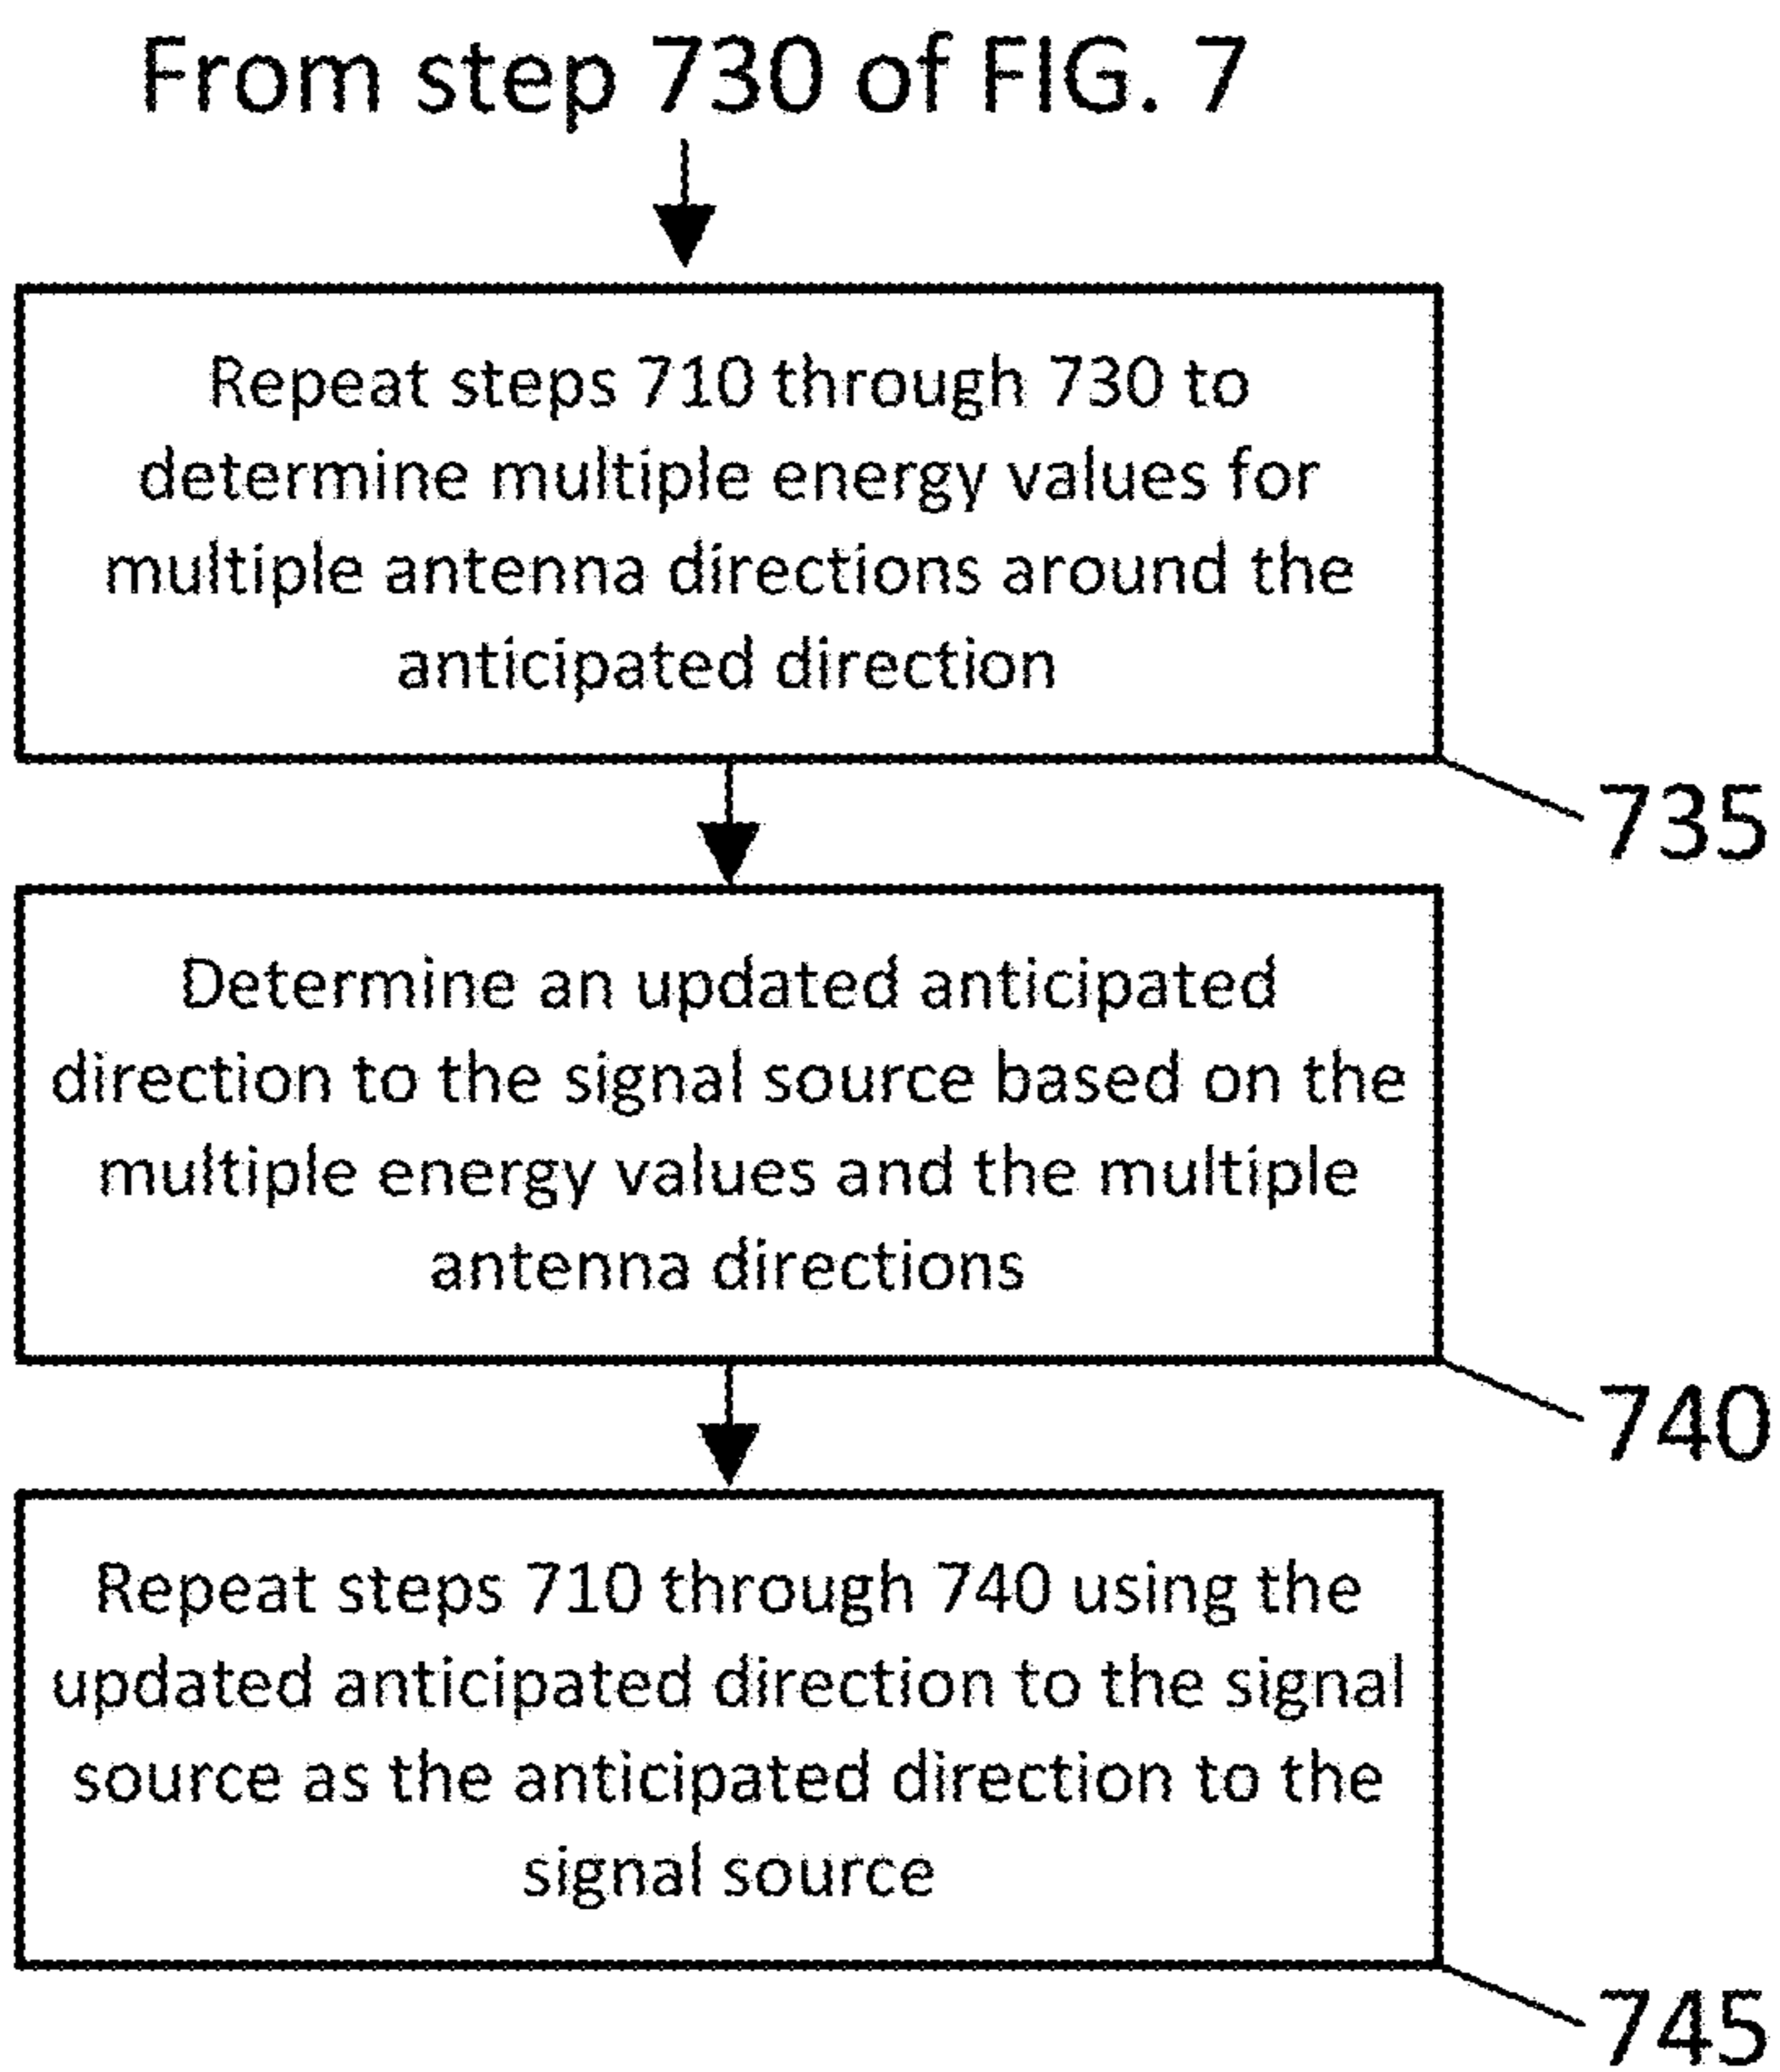 From step 730 of FIG. 7
Repeat steps 710 through 730 to
determine multiple energy values for
multiple antenna directions around the
anticipated direction
735
Determine an updated anticipated
direction to the signal source based on the
multiple energy values and the multiple
antenna directions
740
Repeat steps 710 through 740 using the
updated anticipated direction to the signal
source as the anticipated direction to the
signal source
745